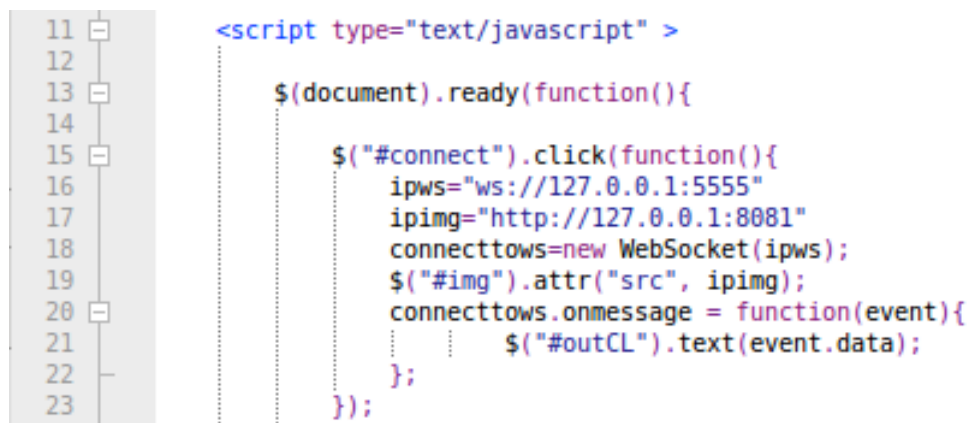 11 <script type="text/javascript" >
12
13 $(document).ready(function(){
14
15 $("#connect").click(function(){
16 ipws="ws://127.0.0.1:5555"
17 ipimg="http://127.0.0.1:8081"
18 connecttows=new WebSocket(ipws);
19 $("#img").attr("src", ipimg);
20 connecttows.onmessage = function(event){
21 $("#outCL").text(event.data);
22 };
23 });